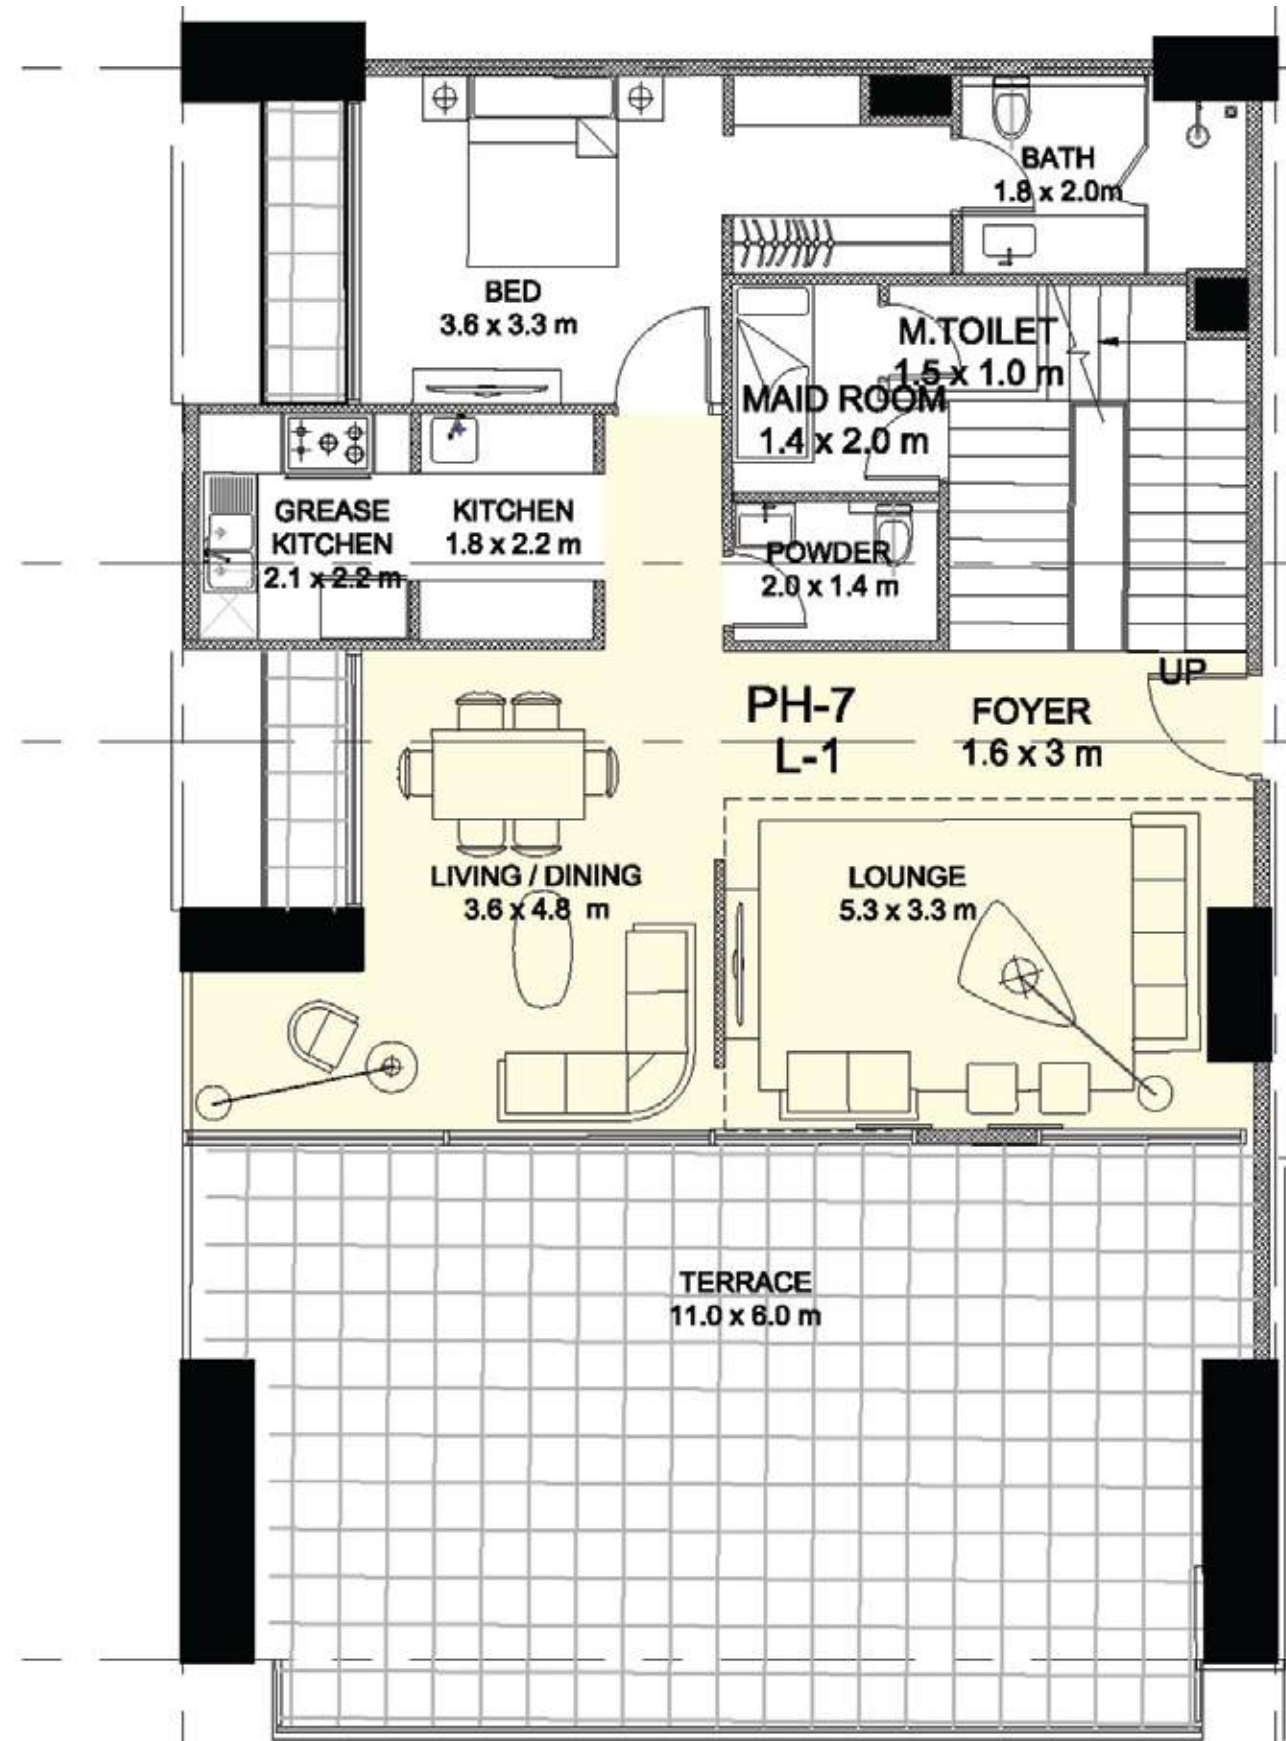 BATH
1.8 x 2.0m
BED
3.6 x 3.3 m
M.TOILET
1.5 x 1.0 m
MAID ROOM
1.4 x 2.0 m
GREASE
KITCHEN
2.1 x 2.2 m
KITCHEN
1.8 x 2.2 m
POWDER
2.0 x 1.4 m
UP
PH-7
L-1
FOYER
1.6 x 3 m
LIVING / DINING
3.6 x 4.8 m
LOUNGE
5.3 x 3.3 m
TERRACE
11.0 x 6.0 m